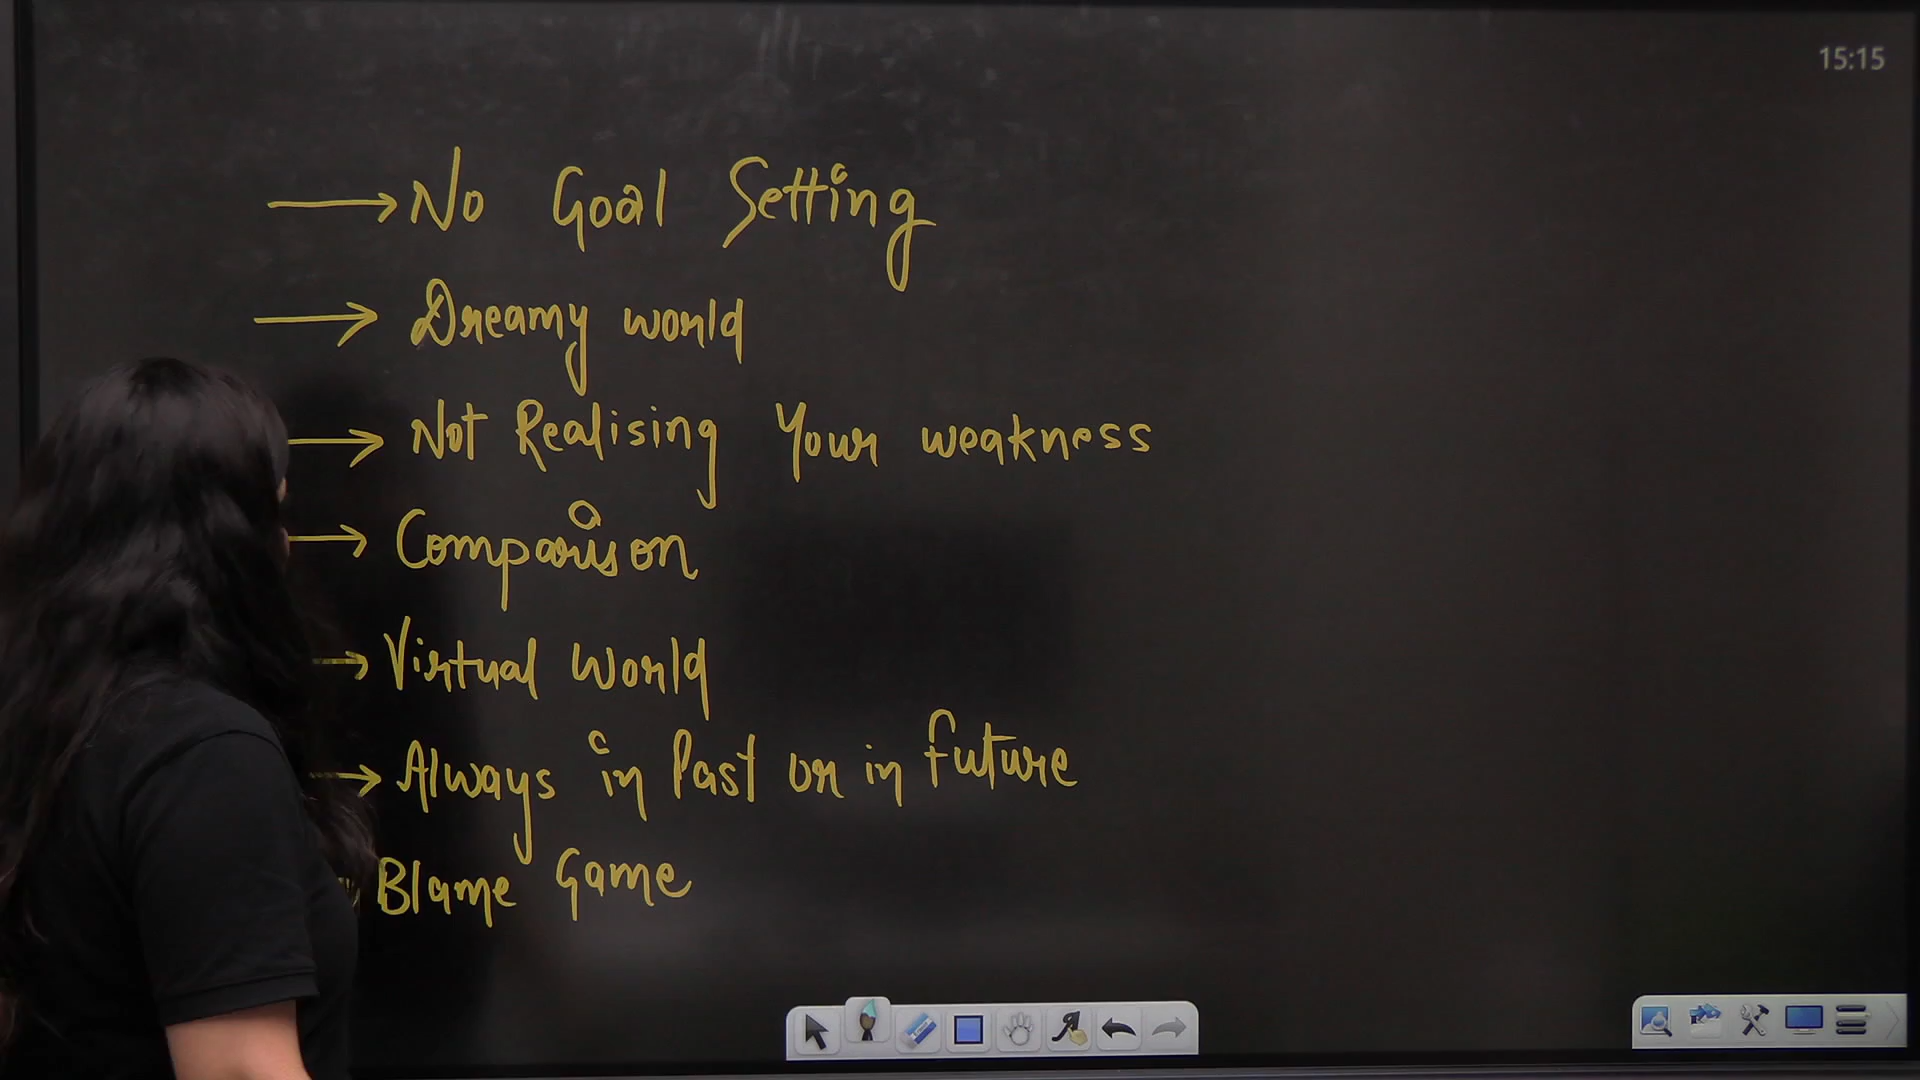 15:15
→ No Goal Setting
→ Dreamy world
→ Not Realising Your weakness
→ Comparison
→ Virtual World
→ Always in Past or in future
Blame Game